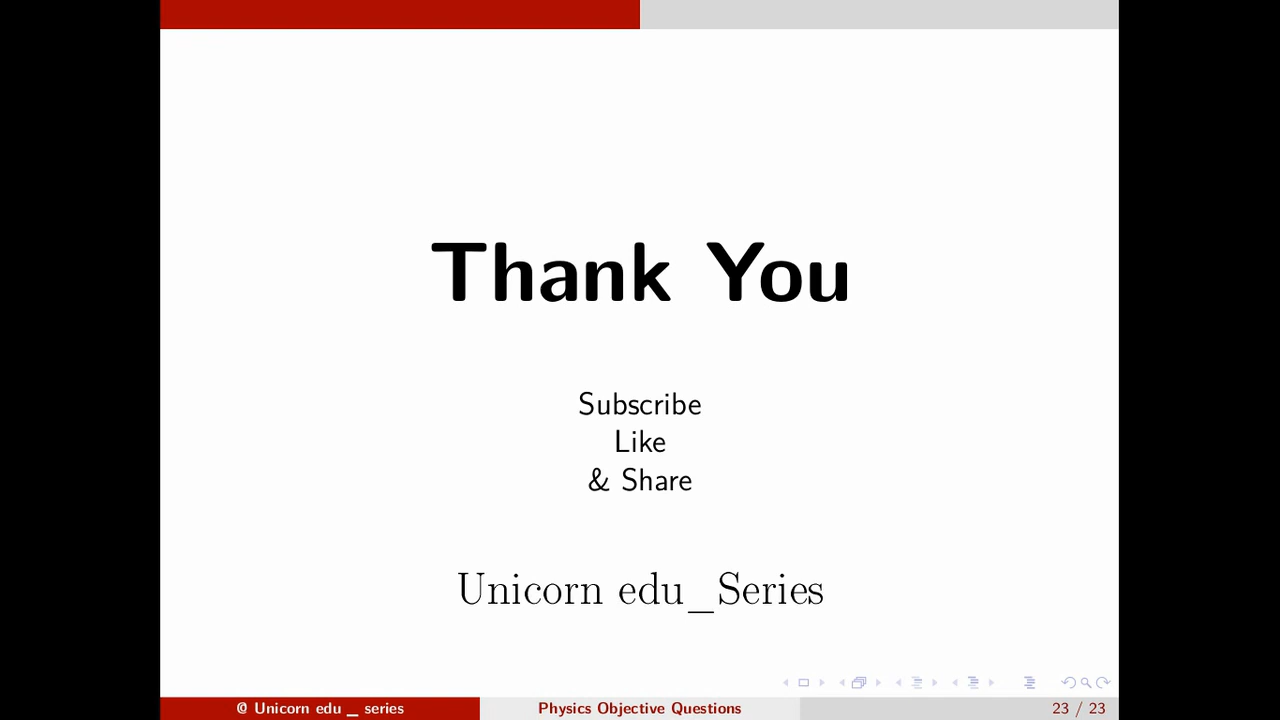 Thank You
Subscribe
Like
& Share
Unicorn edu_Series
@ Unicorn edu _ series
Physics Objective Questions
23 / 23